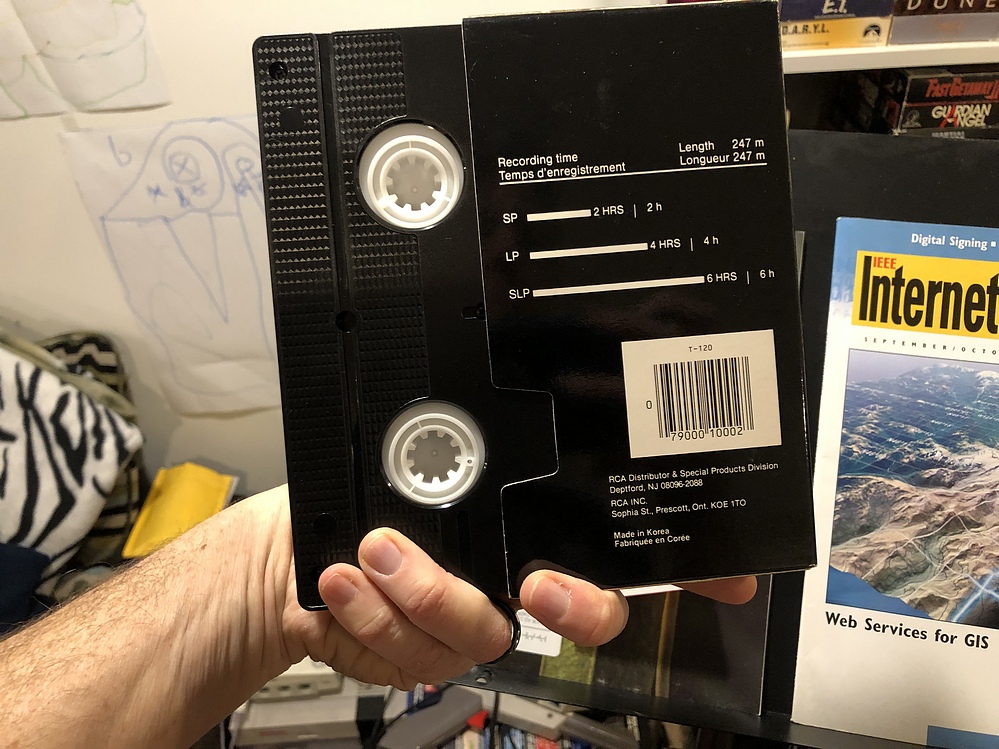 E.T.
DUNE
D.A.R.Y.L.
FAST GETAWAY II
GUARDIAN ANGEL
Recording time
Temps d'enregistrement
Length 247 m
Longueur 247 m
SP 2 HRS | 2 h
LP 4 HRS | 4 h
SLP 6 HRS | 6 h
T-120
0 79000 10002
RCA Distributor & Special Products Division
Deptford, NJ 08096-2088
RCA INC.
Sophia St., Prescott, Ont. KOE 1TO
Made in Korea
Fabriquée en Corée
Digital Signing ▪
IEEE
Internet
SEPTEMBER/OCTO
Web Services for GIS